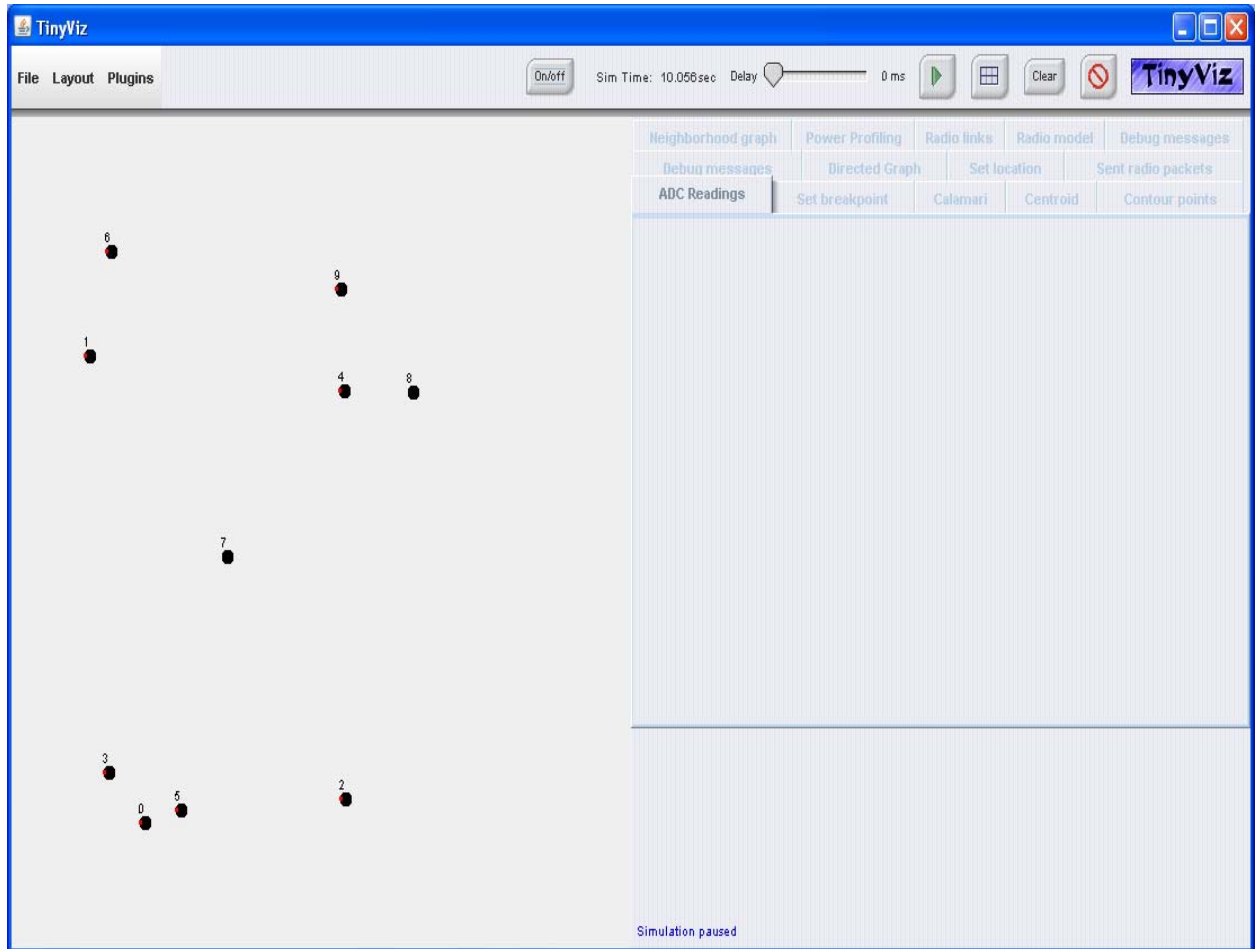 TinyViz
File Layout Plugins
On/off
Sim Time: 10.056sec Delay 0 ms
Clear
TinyViz
Neighborhood graph Power Profiling Radio links Radio model Debug messages
Debug messages Directed Graph Set location Sent radio packets
ADC Readings Set breakpoint Calamari Centroid Contour points
6
9
1
4 8
7
3
2
5
0
Simulation paused